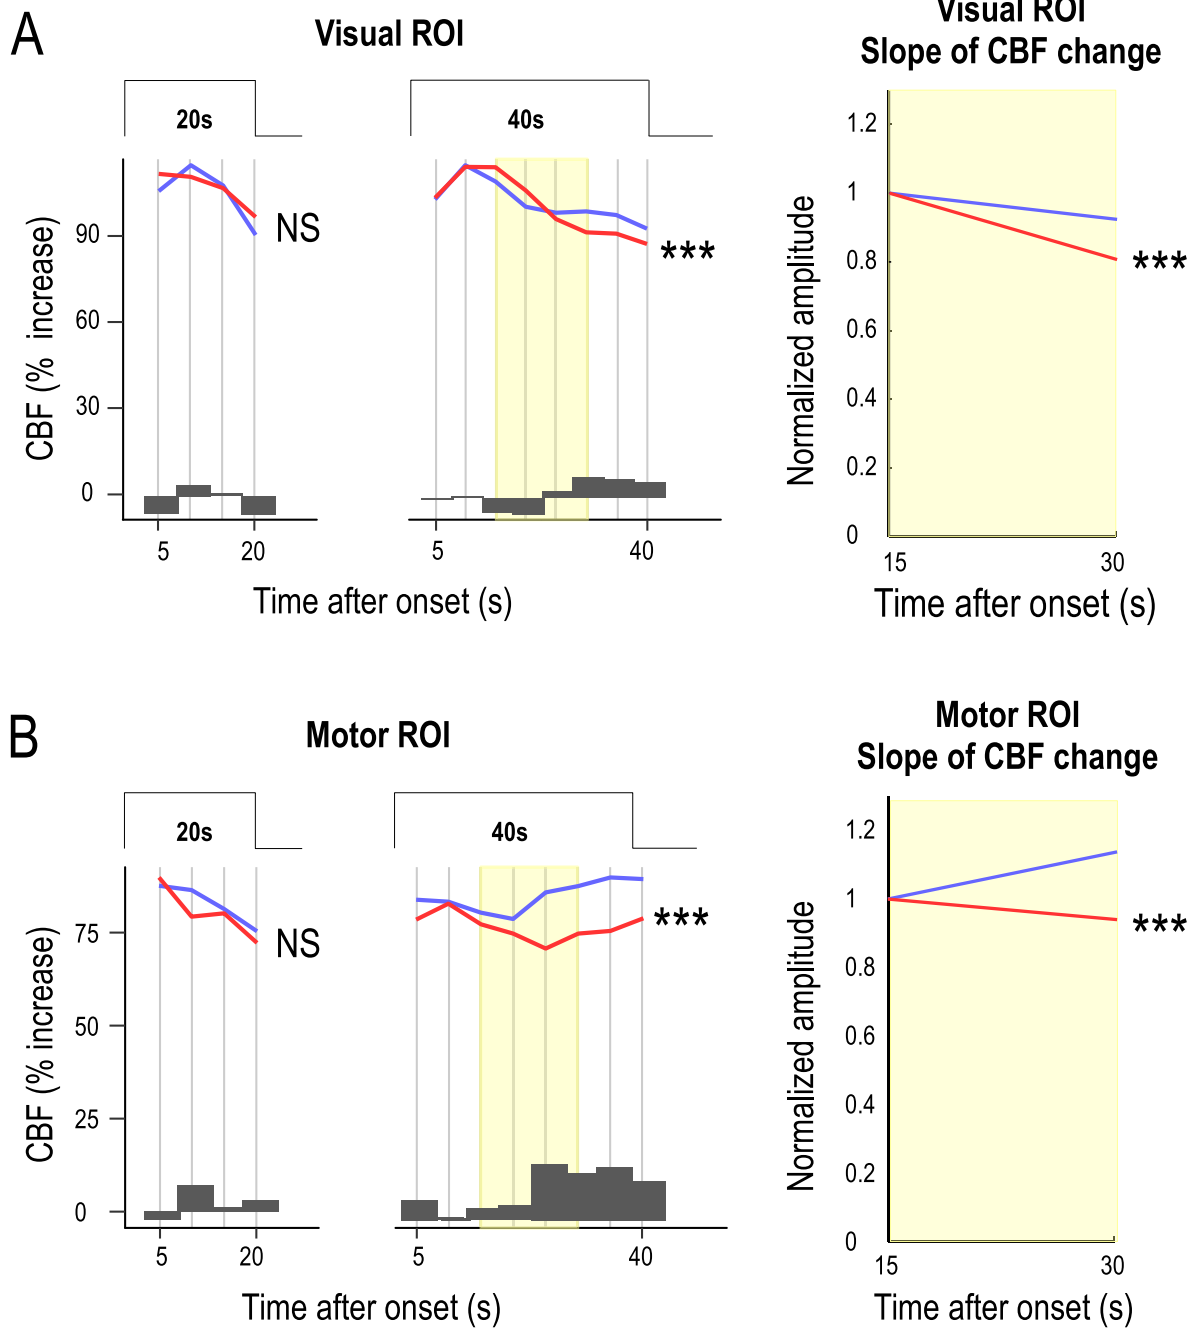 A
Visual ROI
Visual ROI
Slope of CBF change
20s
40s
CBF (% increase)
90
60
30
0
NS
***
5
20
5
40
Time after onset (s)
Normalized amplitude
1.2
1
0.8
0.6
0.4
0.2
0
***
15
30
Time after onset (s)
B
Motor ROI
Motor ROI
Slope of CBF change
20s
40s
CBF (% increase)
75
50
25
0
NS
***
5
20
5
40
Time after onset (s)
Normalized amplitude
1.2
1
0.8
0.6
0.4
0.2
0
***
15
30
Time after onset (s)